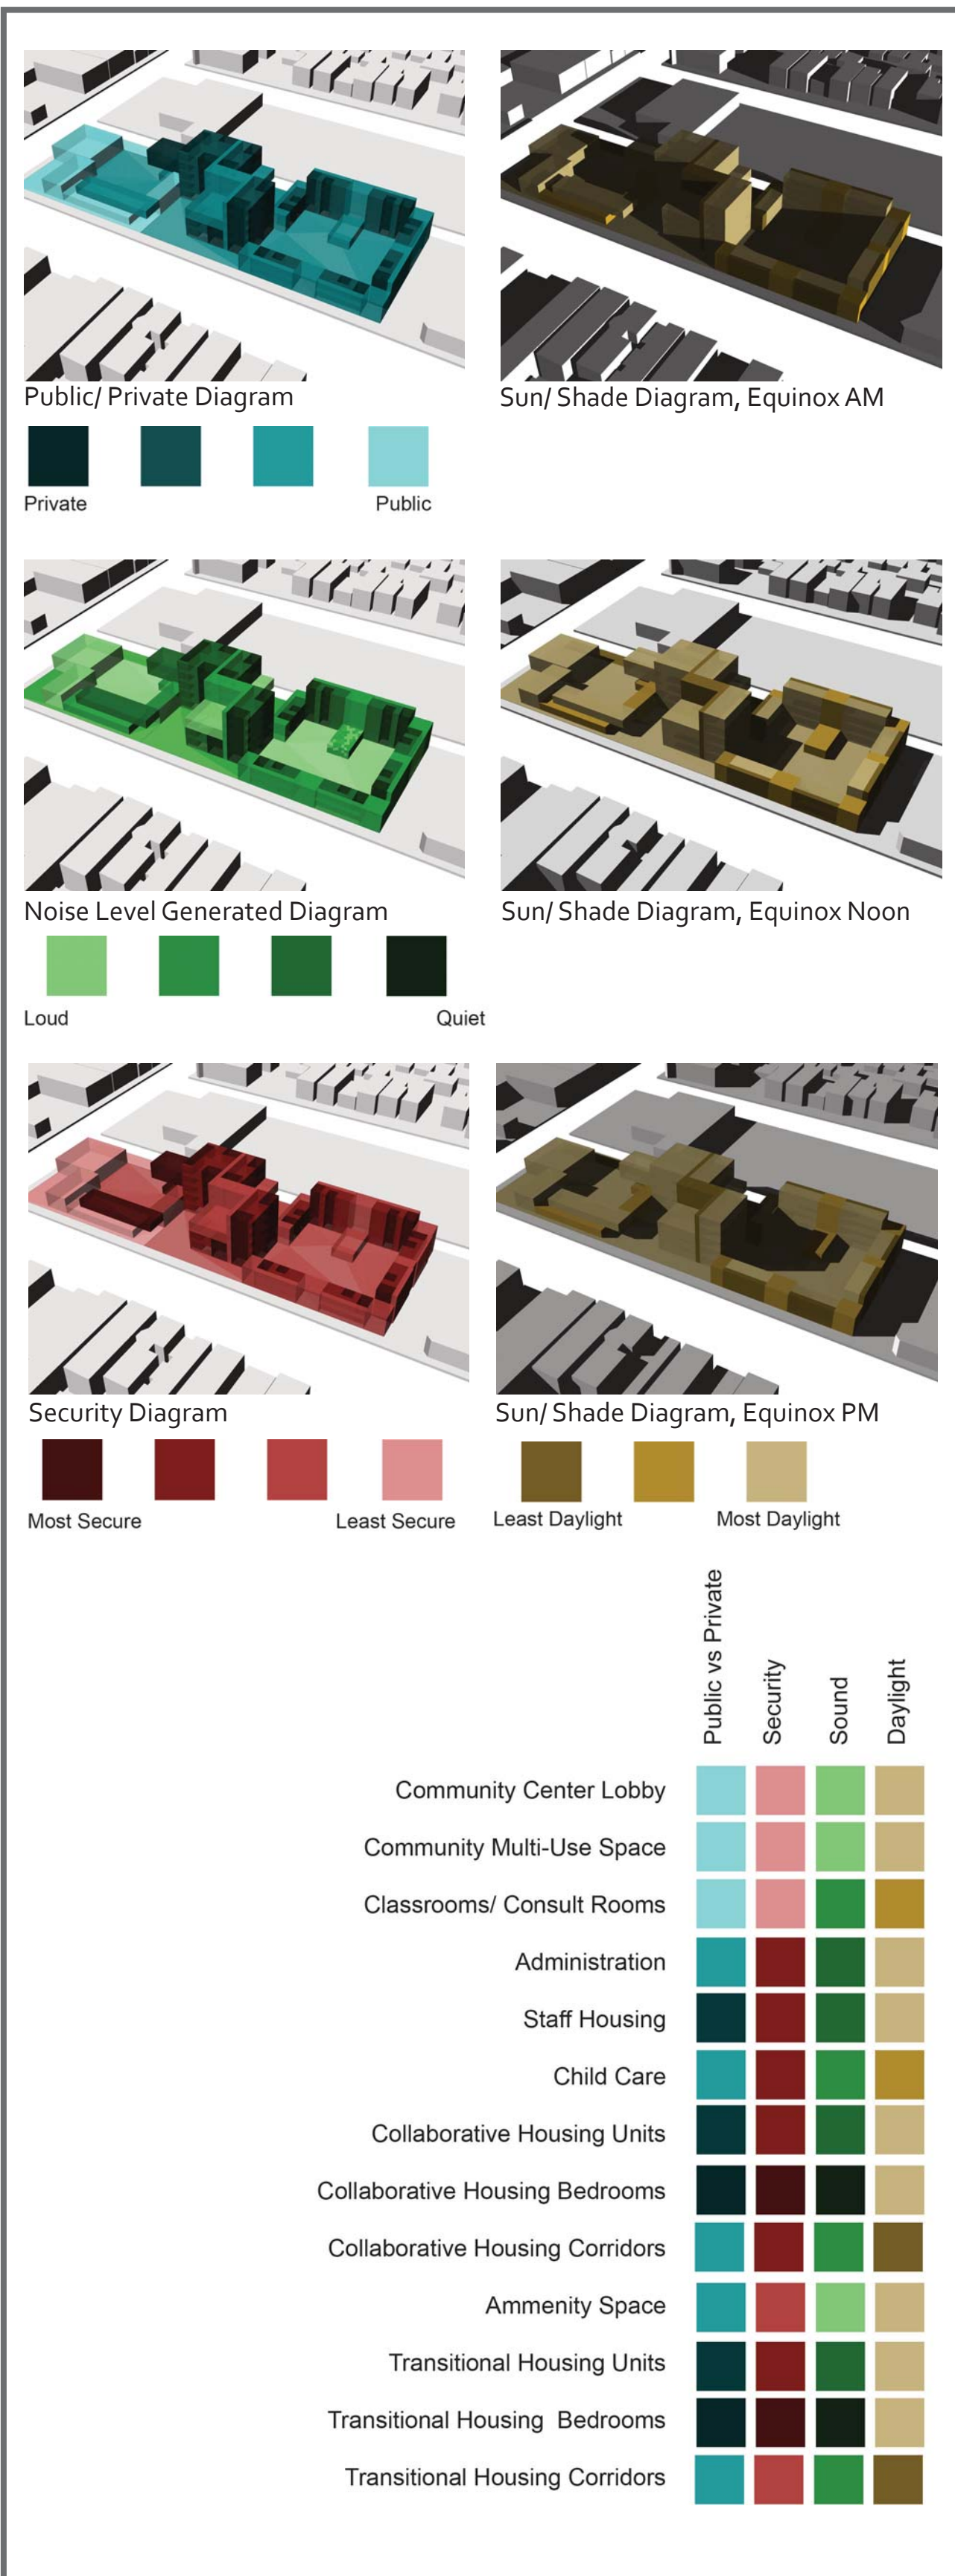 Public/ Private Diagram
Sun/ Shade Diagram, Equinox AM
Private
Public
Noise Level Generated Diagram
Sun/ Shade Diagram, Equinox Noon
Loud
Quiet
Security Diagram
Sun/ Shade Diagram, Equinox PM
Most Secure
Least Secure
Least Daylight
Most Daylight
Public vs Private
Security
Sound
Daylight
Community Center Lobby
Community Multi-Use Space
Classrooms/ Consult Rooms
Administration
Staff Housing
Child Care
Collaborative Housing Units
Collaborative Housing Bedrooms
Collaborative Housing Corridors
Ammenity Space
Transitional Housing Units
Transitional Housing  Bedrooms
Transitional Housing Corridors